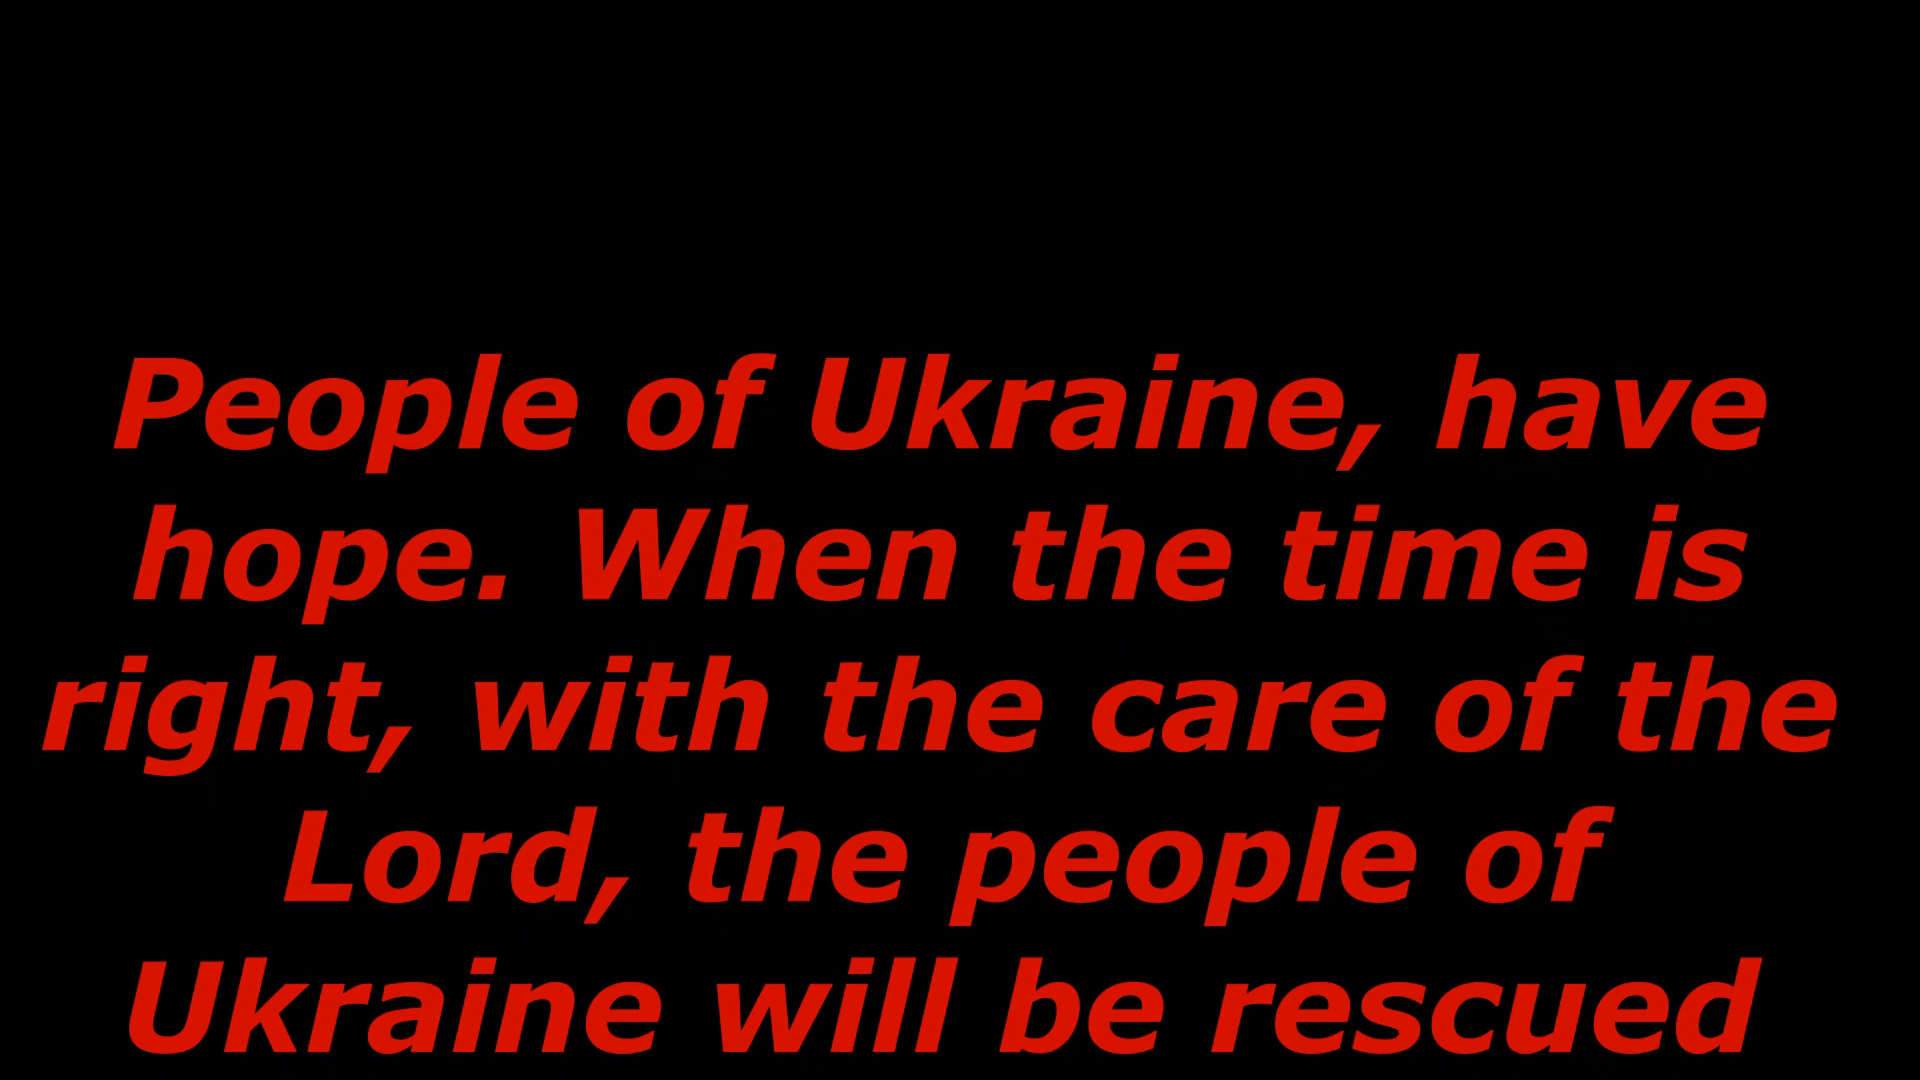 People of Ukraine, have
hope. When the time is
right, with the care of the
Lord, the people of
Ukraine will be rescued